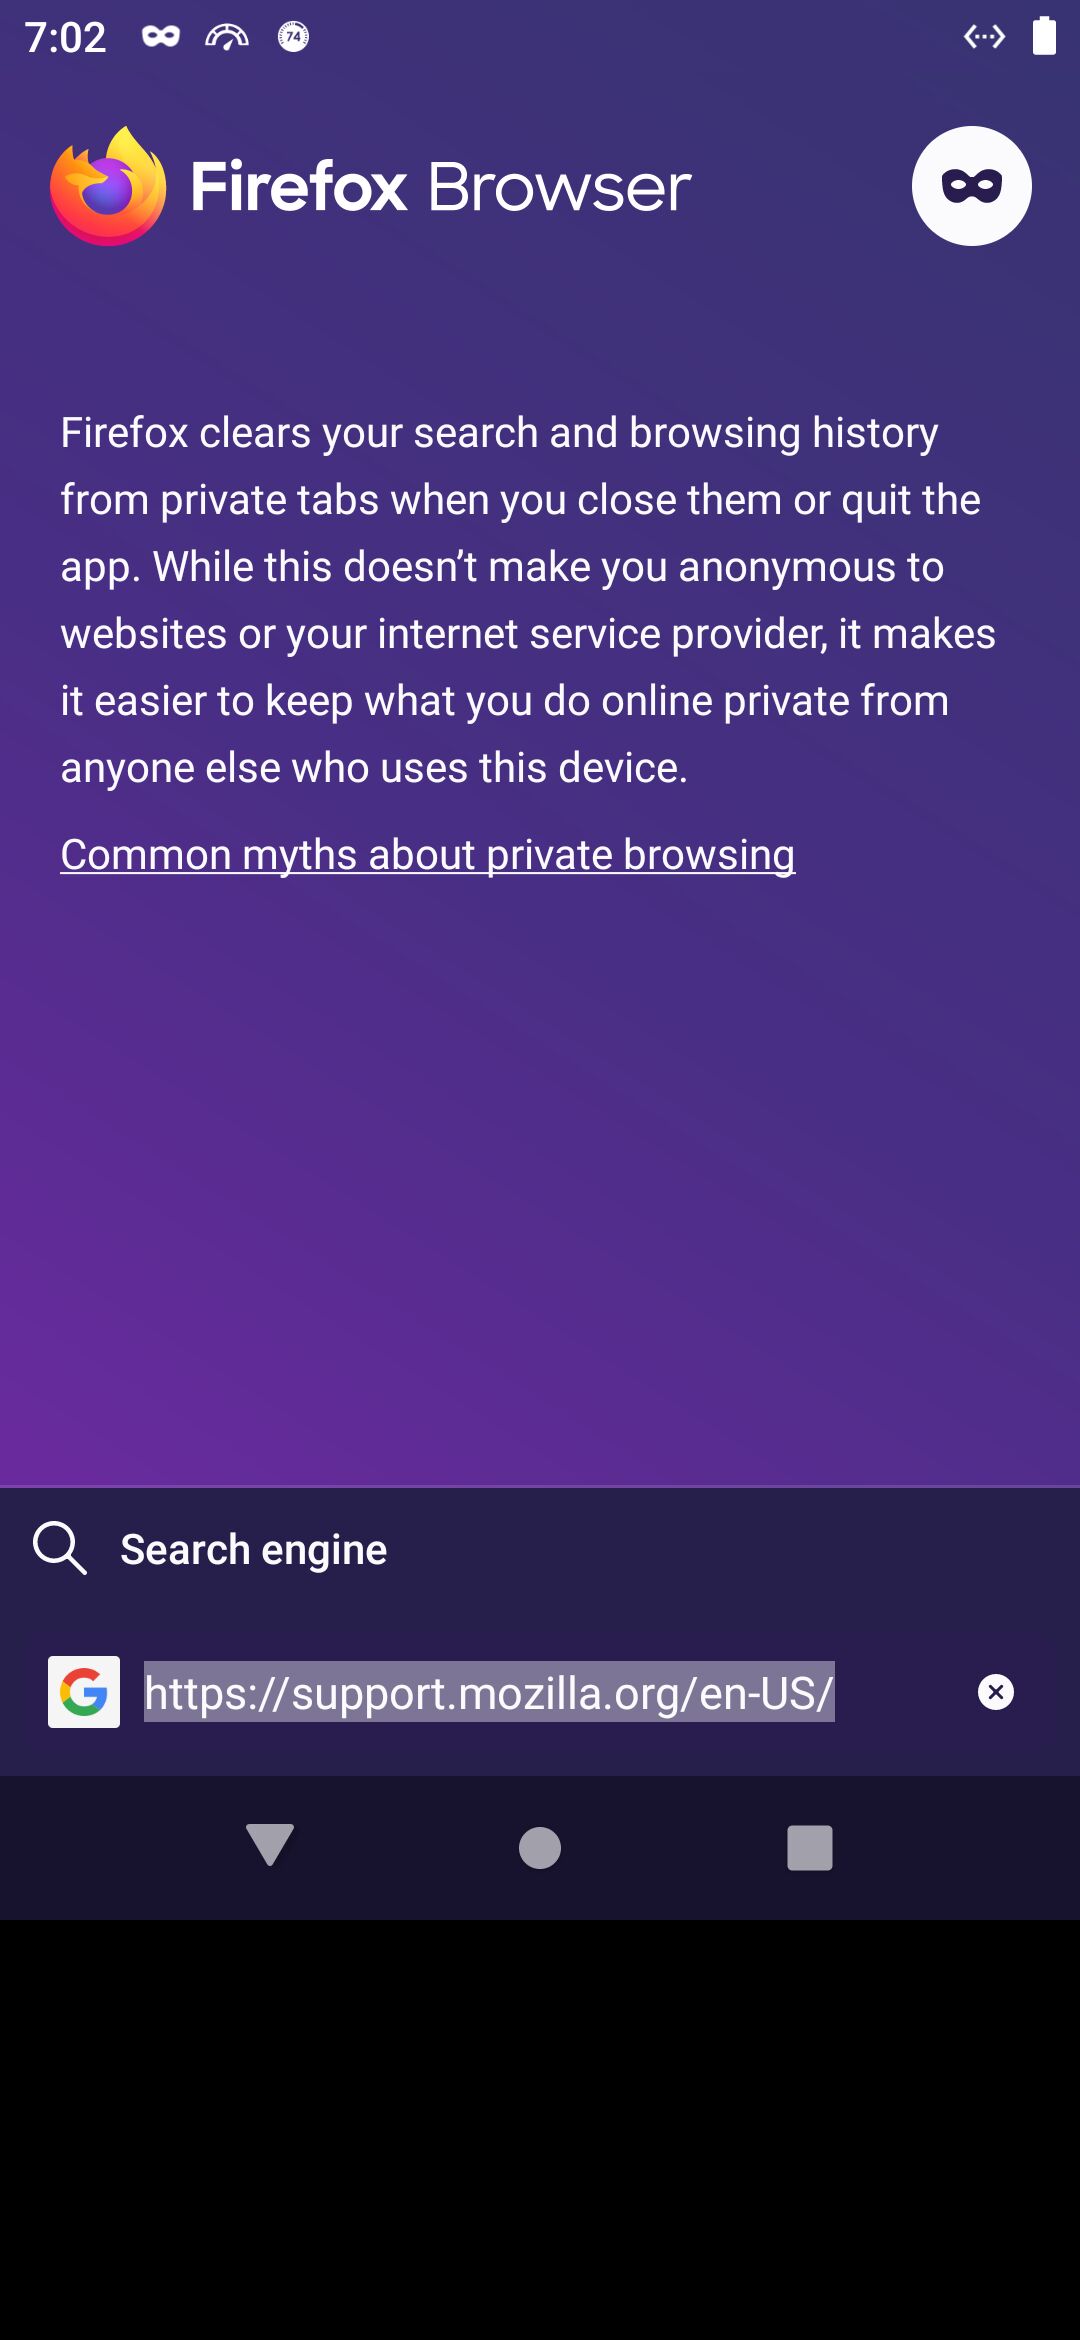 7:02
74
Firefox Browser
Firefox clears your search and browsing history
from private tabs when you close them or quit the
app. While this doesn’t make you anonymous to
websites or your internet service provider, it makes
it easier to keep what you do online private from
anyone else who uses this device.
Common myths about private browsing
Search engine
G https://support.mozilla.org/en-US/